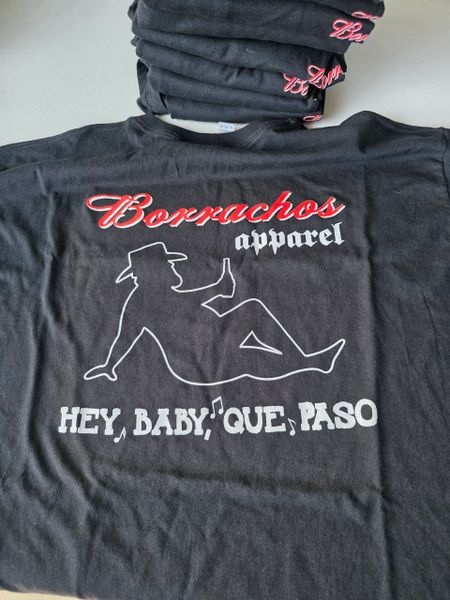 Borrachos
apparel
HEY, BABY, QUE PASO